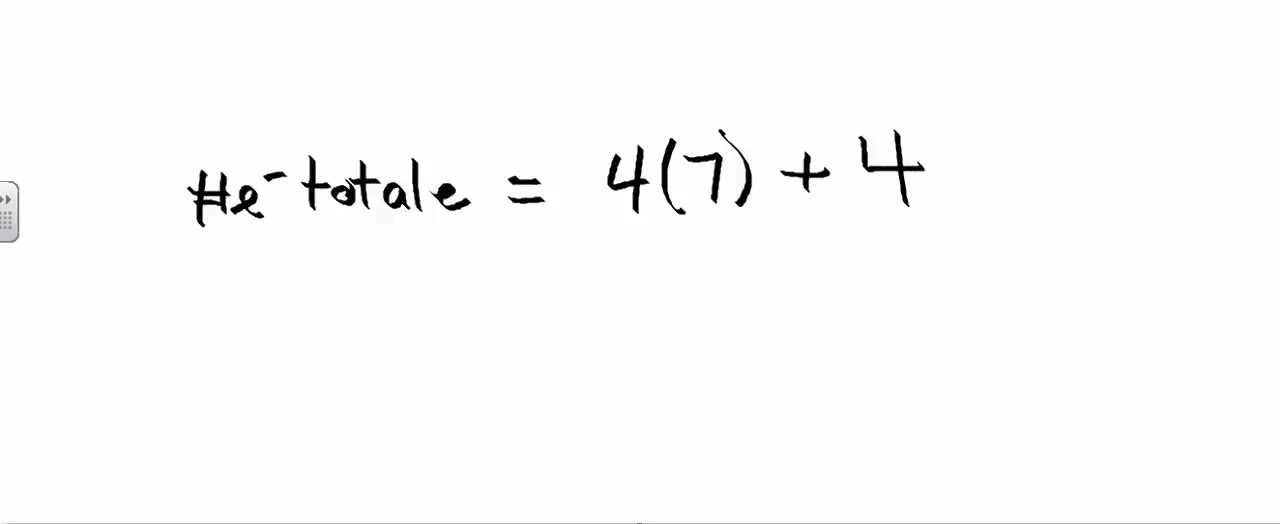 #e⁻ totale = 4(7) + 4